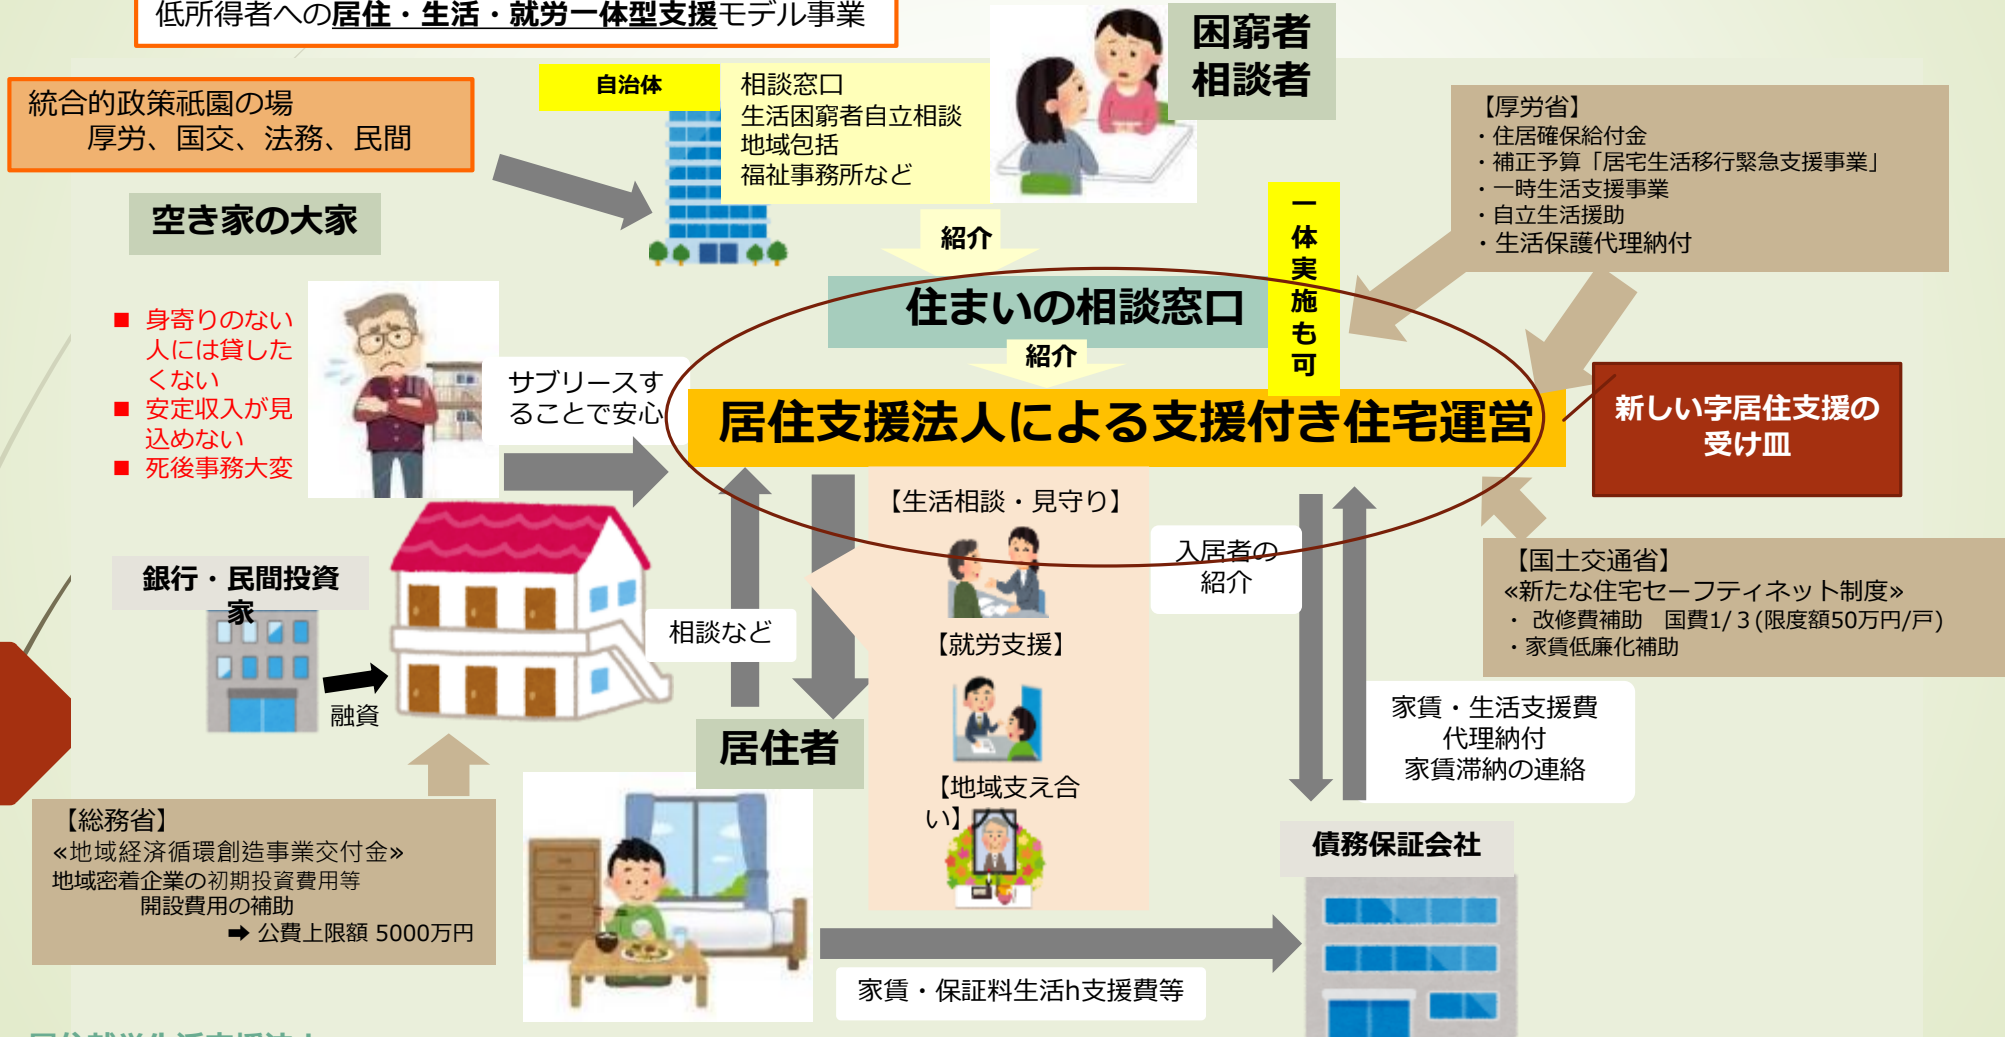 低所得者への居住・生活・就労一体型支援モデル事業
困窮者
相談者
自治体
相談窓口
生活困窮者自立相談
地域包括
福祉事務所など
統合的政策祇園の場
厚労、国交、法務、民間
【厚労省】
・住居確保給付金
・補正予算「居宅生活移行緊急支援事業」
・一時生活支援事業
・自立生活援助
・生活保護代理納付
空き家の大家
紹介
一体実施も可
住まいの相談窓口
紹介
■ 身寄りのない
人には貸した
くない
■ 安定収入が見
込めない
■ 死後事務大変
サブリースす
ることで安心
居住支援法人による支援付き住宅運営
新しい字居住支援の
受け皿
【生活相談・見守り】
入居者の
紹介
【国土交通省】
«新たな住宅セーフティネット制度»
・ 改修費補助　国費1/３(限度額50万円/戸)
・家賃低廉化補助
銀行・民間投資
家
相談など
【就労支援】
融資
家賃・生活支援費
代理納付
家賃滞納の連絡
居住者
【地域支え合
い】
【総務省】
«地域経済循環創造事業交付金»
地域密着企業の初期投資費用等
開設費用の補助
➡ 公費上限額 5000万円
債務保証会社
家賃・保証料生活h支援費等